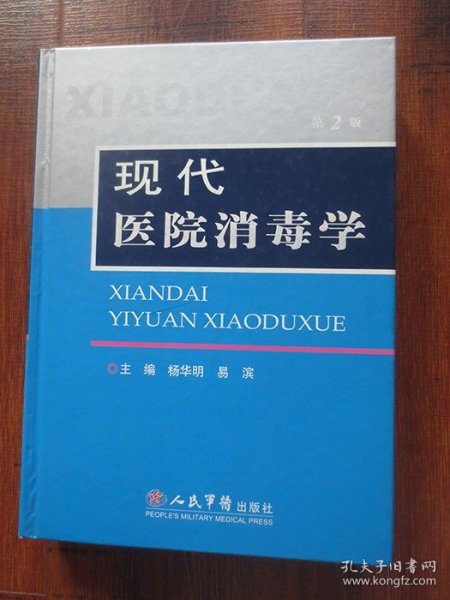 XIAODU
第2版
现代
医院消毒学
XIANDAI
YIYUAN XIAODUXUE
主 编 杨华明 易 滨
人民军医出版社
PEOPLE'S MILITARY MEDICAL PRESS
孔夫子旧书网
www.kongfz.com